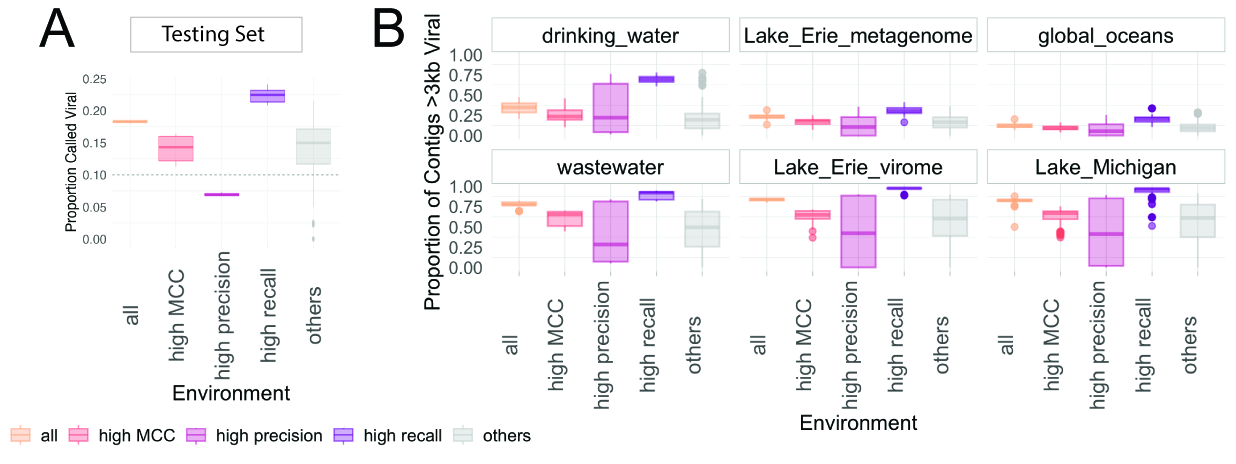 A
Testing Set
Proportion Called Viral
0.25
0.20
0.15
0.10
0.05
0.00
all
high MCC
high precision
high recall
others
Environment
B
Proportion of Contigs >3kb Viral
drinking_water
Lake_Erie_metagenome
global_oceans
1.00
0.75
0.50
0.25
0.00
wastewater
Lake_Erie_virome
Lake_Michigan
1.00
0.75
0.50
0.25
0.00
all
high MCC
high precision
high recall
others
all
high MCC
high precision
high recall
others
all
high MCC
high precision
high recall
others
Environment
all
high MCC
high precision
high recall
others